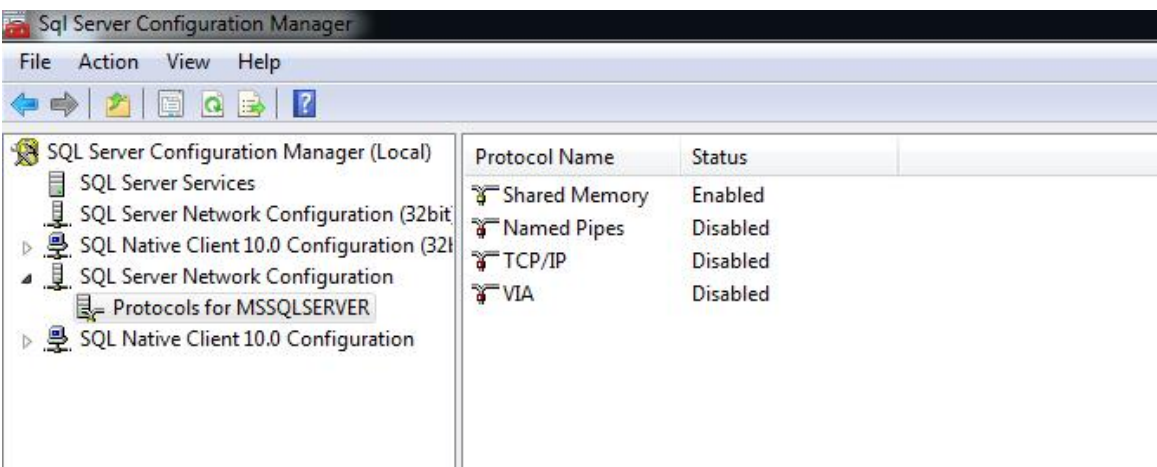 Sql Server Configuration Manager
File Action View Help
SQL Server Configuration Manager (Local)
SQL Server Services
SQL Server Network Configuration (32bit
SQL Native Client 10.0 Configuration (32b
SQL Server Network Configuration
Protocols for MSSQLSERVER
SQL Native Client 10.0 Configuration
Protocol Name Status
Shared Memory Enabled
Named Pipes Disabled
TCP/IP Disabled
VIA Disabled